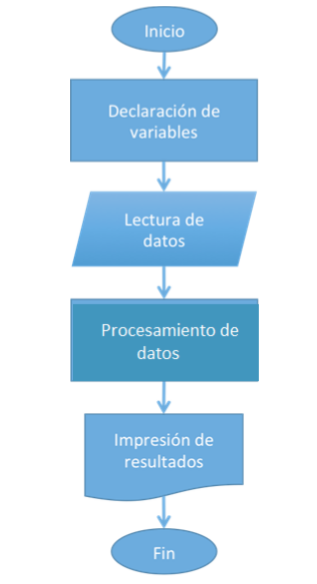 Inicio
Declaración de
variables
Lectura de
datos
Procesamiento de
datos
Impresión de
resultados
Fin